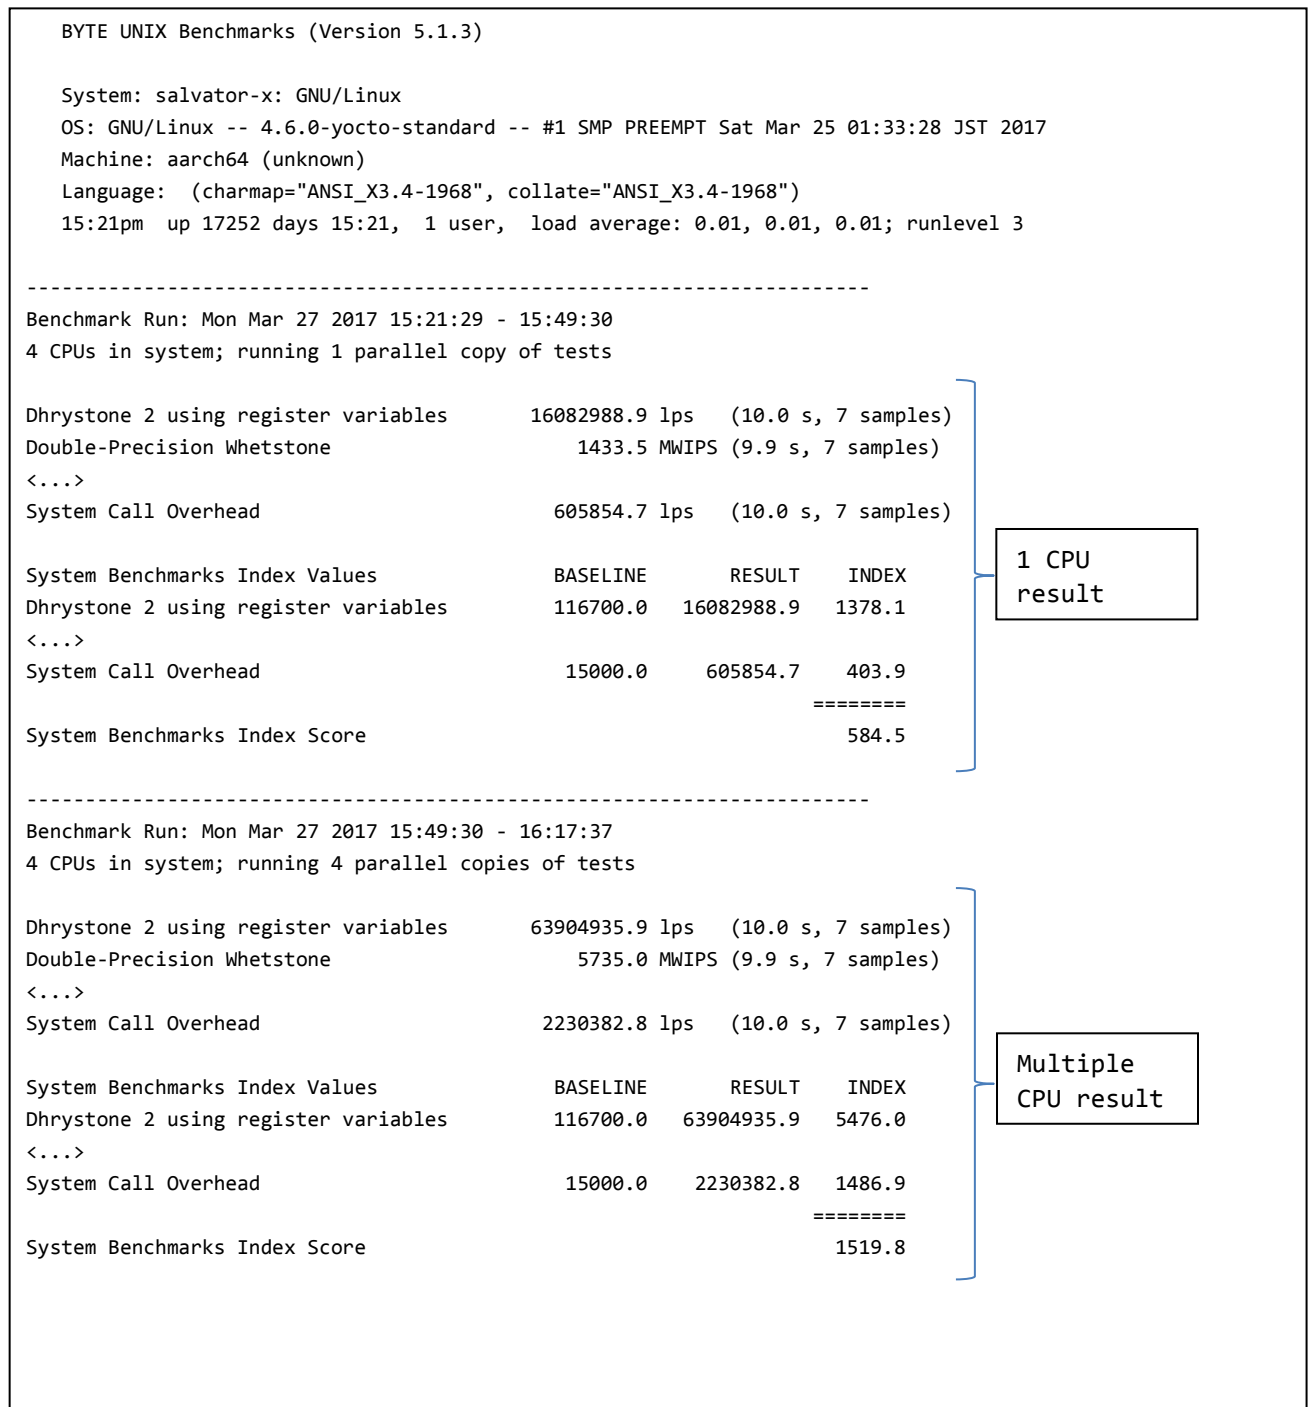 BYTE UNIX Benchmarks (Version 5.1.3)
System: salvator-x: GNU/Linux
OS: GNU/Linux -- 4.6.0-yocto-standard -- #1 SMP PREEMPT Sat Mar 25 01:33:28 JST 2017
Machine: aarch64 (unknown)
Language:  (charmap="ANSI_X3.4-1968", collate="ANSI_X3.4-1968")
15:21pm  up 17252 days 15:21,  1 user,  load average: 0.01, 0.01, 0.01; runlevel 3
------------------------------------------------------------------------
Benchmark Run: Mon Mar 27 2017 15:21:29 - 15:49:30
4 CPUs in system; running 1 parallel copy of tests
Dhrystone 2 using register variables       16082988.9 lps   (10.0 s, 7 samples)
Double-Precision Whetstone                     1433.5 MWIPS (9.9 s, 7 samples)
<...>
System Call Overhead                         605854.7 lps   (10.0 s, 7 samples)
System Benchmarks Index Values               BASELINE       RESULT    INDEX
Dhrystone 2 using register variables         116700.0   16082988.9   1378.1
<...>
System Call Overhead                          15000.0     605854.7    403.9
========
System Benchmarks Index Score                                         584.5
1 CPU
result
------------------------------------------------------------------------
Benchmark Run: Mon Mar 27 2017 15:49:30 - 16:17:37
4 CPUs in system; running 4 parallel copies of tests
Dhrystone 2 using register variables       63904935.9 lps   (10.0 s, 7 samples)
Double-Precision Whetstone                     5735.0 MWIPS (9.9 s, 7 samples)
<...>
System Call Overhead                        2230382.8 lps   (10.0 s, 7 samples)
System Benchmarks Index Values               BASELINE       RESULT    INDEX
Dhrystone 2 using register variables         116700.0   63904935.9   5476.0
<...>
System Call Overhead                          15000.0    2230382.8   1486.9
========
System Benchmarks Index Score                                        1519.8
Multiple
CPU result